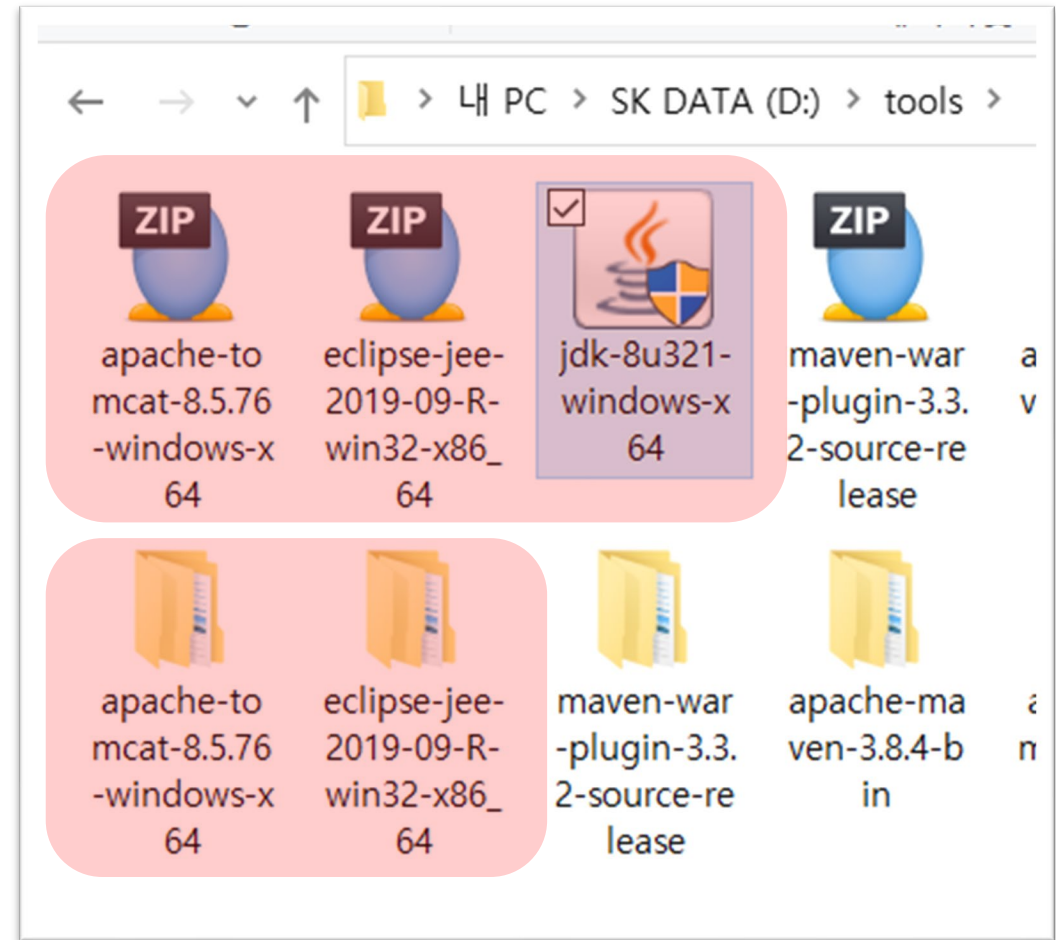 내 PC > SK DATA (D:) > tools >
ZIP
ZIP
ZIP
apache-to
mcat-8.5.76
-windows-x
64
eclipse-jee-
2019-09-R-
win32-x86_
64
jdk-8u321-
windows-x
64
maven-war
-plugin-3.3.
2-source-re
lease
a
v
apache-to
mcat-8.5.76
-windows-x
64
eclipse-jee-
2019-09-R-
win32-x86_
64
maven-war
-plugin-3.3.
2-source-re
lease
apache-ma
ven-3.8.4-b
in